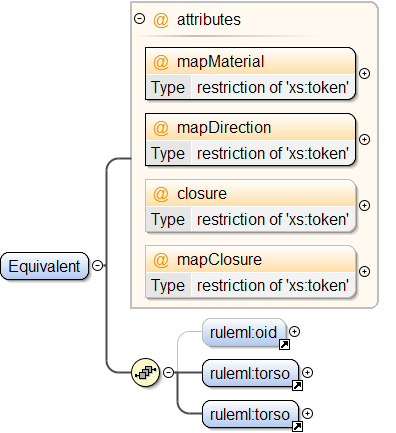 @ attributes
@ mapMaterial
Type restriction of 'xs:token'
@ mapDirection
Type restriction of 'xs:token'
@ closure
Type restriction of 'xs:token'
@ mapClosure
Type restriction of 'xs:token'
Equivalent
ruleml:oid
ruleml:torso
ruleml:torso